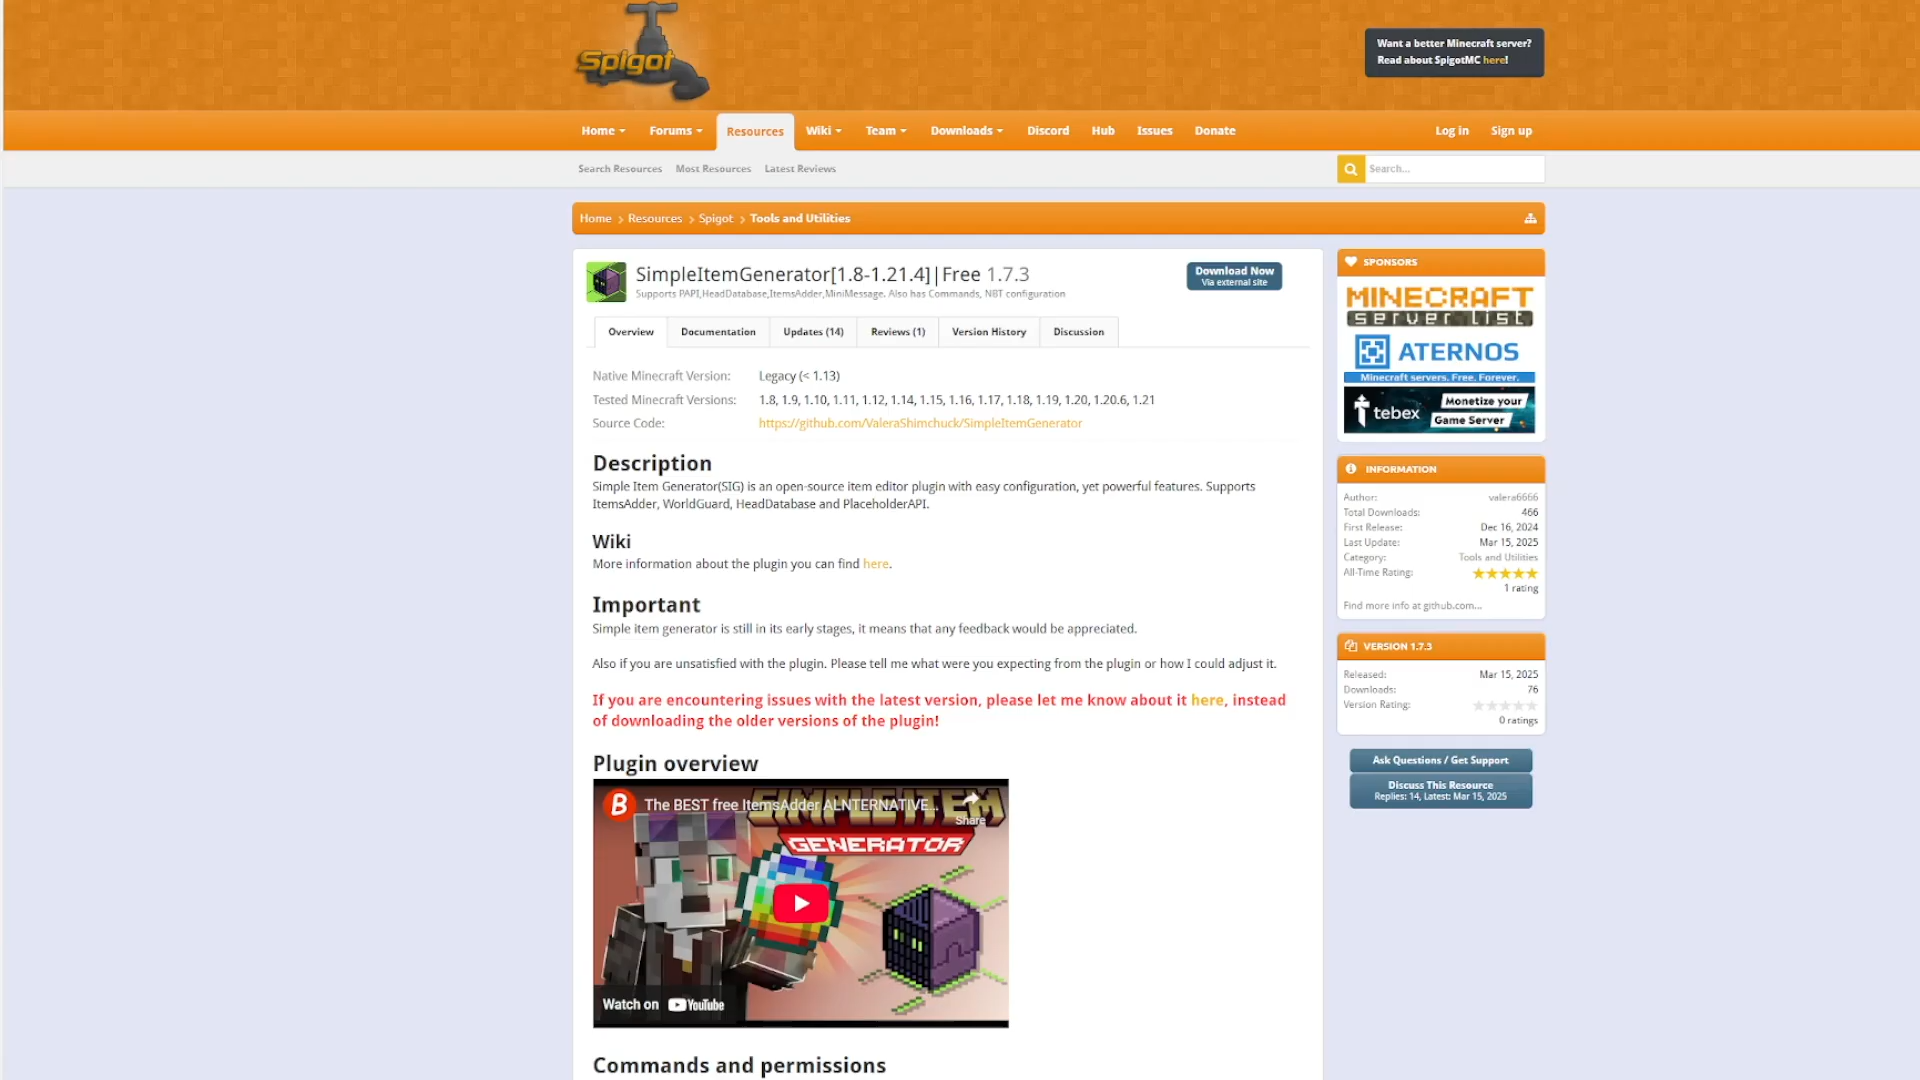 Spigot
Want a better Minecraft server?
Read about SpigotMC here!
Home
Forums
Resources
Wiki
Team
Downloads
Discord
Hub
Issues
Donate
Log in
Sign up
Search Resources
Most Resources
Latest Reviews
Search...
Home
Resources
Spigot
Tools and Utilities
SimpleItemGenerator[1.8-1.21.4]|Free 1.7.3
Supports PAPI,HeadDatabase,ItemsAdder,MiniMessage. Also has Commands, NBT configuration
Download Now
Via external site
Overview
Documentation
Updates (14)
Reviews (1)
Version History
Discussion
Native Minecraft Version: Legacy (< 1.13)
Tested Minecraft Versions: 1.8, 1.9, 1.10, 1.11, 1.12, 1.14, 1.15, 1.16, 1.17, 1.18, 1.19, 1.20, 1.20.6, 1.21
Source Code: https://github.com/ValeraShimchuck/SimpleItemGenerator
Description
Simple Item Generator(SIG) is an open-source item editor plugin with easy configuration, yet powerful features. Supports
ItemsAdder, WorldGuard, HeadDatabase and PlaceholderAPI.
Wiki
More information about the plugin you can find here.
Important
Simple item generator is still in its early stages, it means that any feedback would be appreciated.
Also if you are unsatisfied with the plugin. Please tell me what were you expecting from the plugin or how I could adjust it.
If you are encountering issues with the latest version, please let me know about it here, instead
of downloading the older versions of the plugin!
Plugin overview
B
The BEST free ItemsAdder ALNTERNATIVE...
Share
SIMPLE ITEM
GENERATOR
Watch on YouTube
Commands and permissions
SPONSORS
MINECRAFT
server list
ATERNOS
Minecraft servers. Free. Forever.
tebex
Monetize your
Game Server
INFORMATION
Author: valera6666
Total Downloads: 466
First Release: Dec 16, 2024
Last Update: Mar 15, 2025
Category: Tools and Utilities
All-Time Rating:
1 rating
Find more info at github.com...
VERSION 1.7.3
Released: Mar 15, 2025
Downloads: 76
Version Rating:
0 ratings
Ask Questions / Get Support
Discuss This Resource
Replies: 14, Latest: Mar 15, 2025